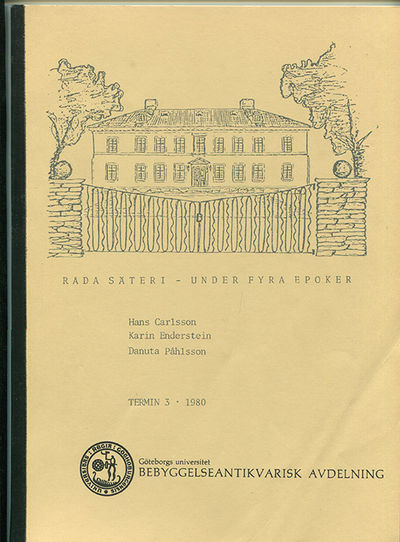 RADA SÄTERI - UNDER FYRA EPOKER
Hans Carlsson
Karin Enderstein
Danuta Påhlsson
TERMIN 3 · 1980
Göteborgs universitet
BEBYGGELSEANTIKVARISK AVDELNING